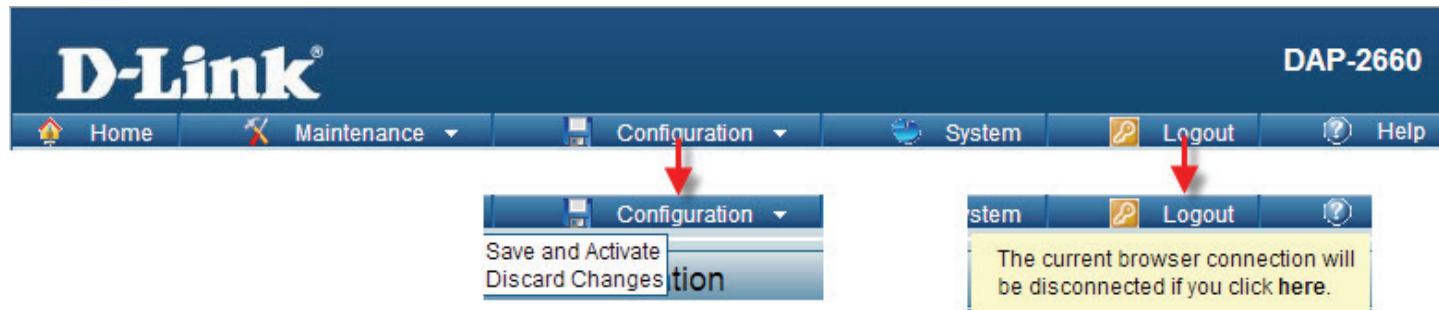 D-Link®
DAP-2660
Home Maintenance Configuration System Logout Help
Configuration
Save and Activate
Discard Changes
tion
stem Logout
The current browser connection will
be disconnected if you click here.